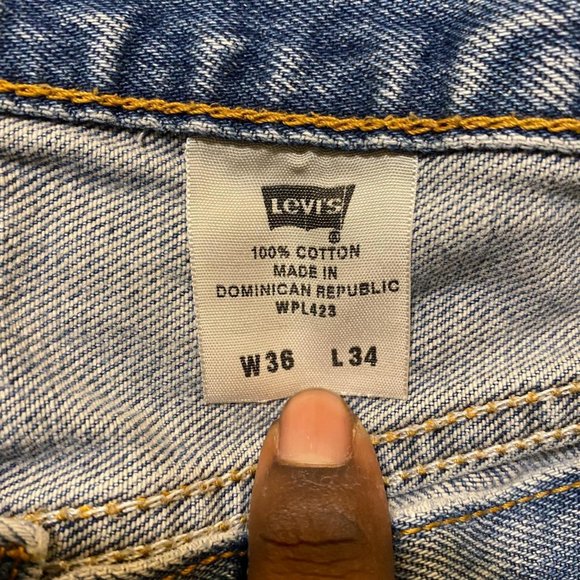 Levi's
®
100% COTTON
MADE IN
DOMINICAN REPUBLIC
WPL423
W36 L34